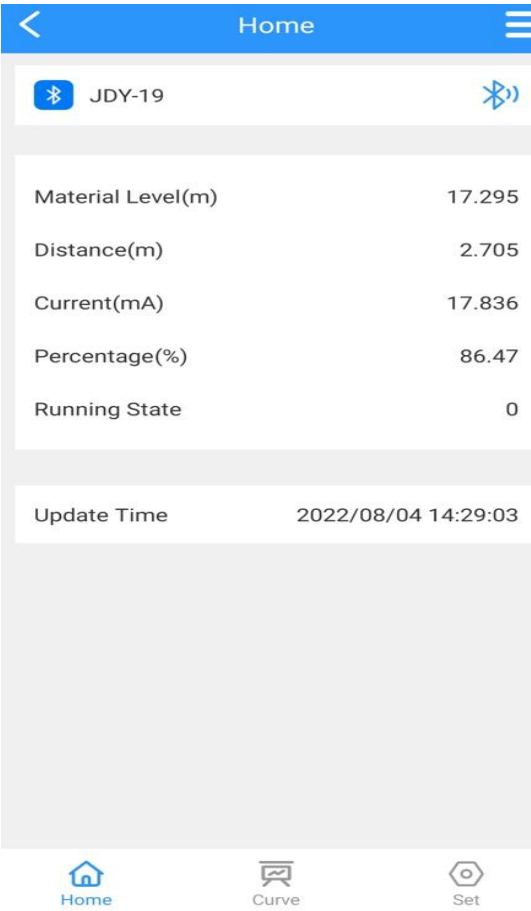 Home
JDY-19
Material Level(m) 17.295
Distance(m) 2.705
Current(mA) 17.836
Percentage(%) 86.47
Running State 0
Update Time 2022/08/04 14:29:03
Home Curve Set